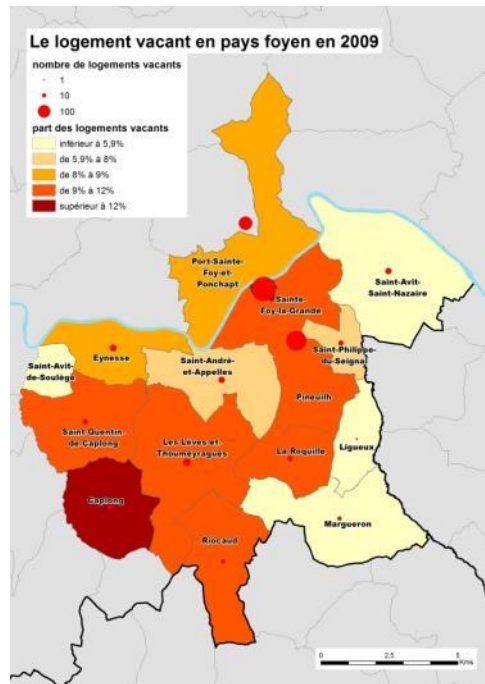 Le logement vacant en pays foyen en 2009
nombre de logements vacants
1
10
100
part des logements vacants
inférieur à 5,9%
de 5,9% à 8%
de 8% à 9%
de 9% à 12%
supérieur à 12%
Port-Sainte-
Foy-et-
Ponchapt
Saint-Avit-
Saint-Nazaire
Sainte-
Foy-la-Grande
Saint-Philippe-
du-Seignal
Eynesse
Saint-André-
et-Appelles
Saint-Avit-
de-Soulège
Pineuilh
Saint-Quentin-
de-Caplong
Les Lèves-et-
Thoumeyragues
La Roquille
Ligueux
Caplong
Margueron
Riocaud
0
2.5
5
Kms